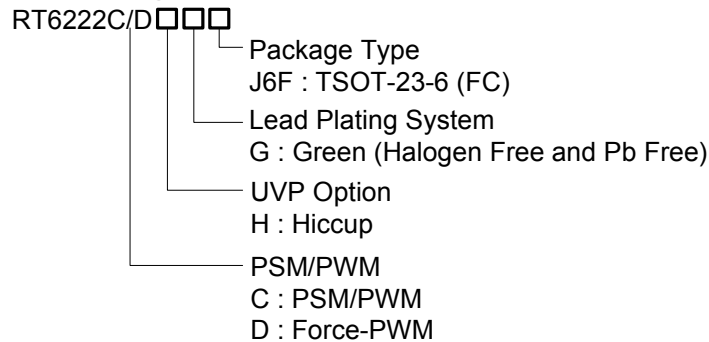 RT6222C/D□□□
Package Type
J6F : TSOT-23-6 (FC)
Lead Plating System
G : Green (Halogen Free and Pb Free)
UVP Option
H : Hiccup
PSM/PWM
C : PSM/PWM
D : Force-PWM